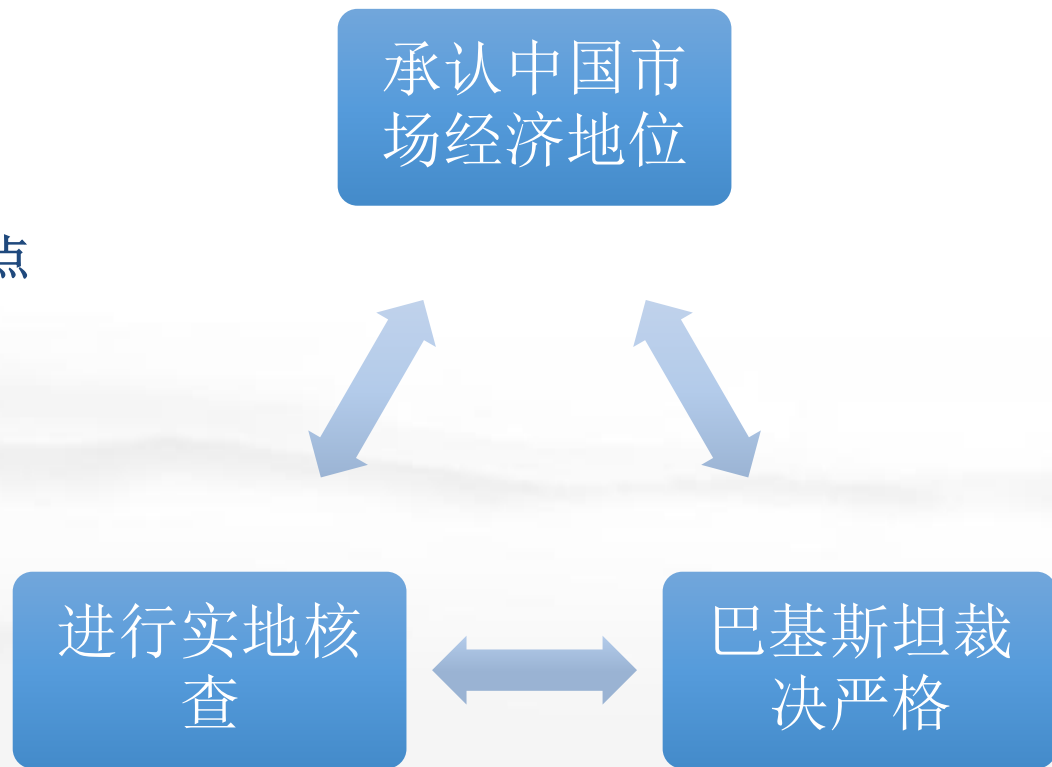 承认中国市
场经济地位
点
进行实地核
查
巴基斯坦裁
决严格